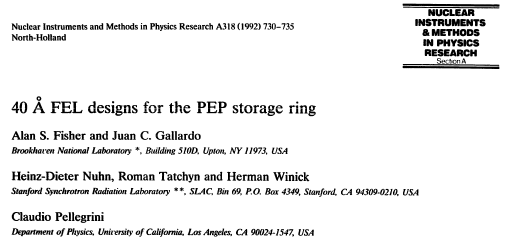 Nuclear Instruments and Methods in Physics Research A318 (1992) 730–735
North-Holland
NUCLEAR
INSTRUMENTS
& METHODS
IN PHYSICS
RESEARCH
Section A
40 Å FEL designs for the PEP storage ring
Alan S. Fisher and Juan C. Gallardo
Brookhaven National Laboratory *, Building 510D, Upton, NY 11973, USA
Heinz-Dieter Nuhn, Roman Tatchyn and Herman Winick
Stanford Synchrotron Radiation Laboratory **, SLAC, Bin 69, P.O. Box 4349, Stanford, CA 94309-0210, USA
Claudio Pellegrini
Department of Physics, University of California, Los Angeles, CA 90024-1547, USA